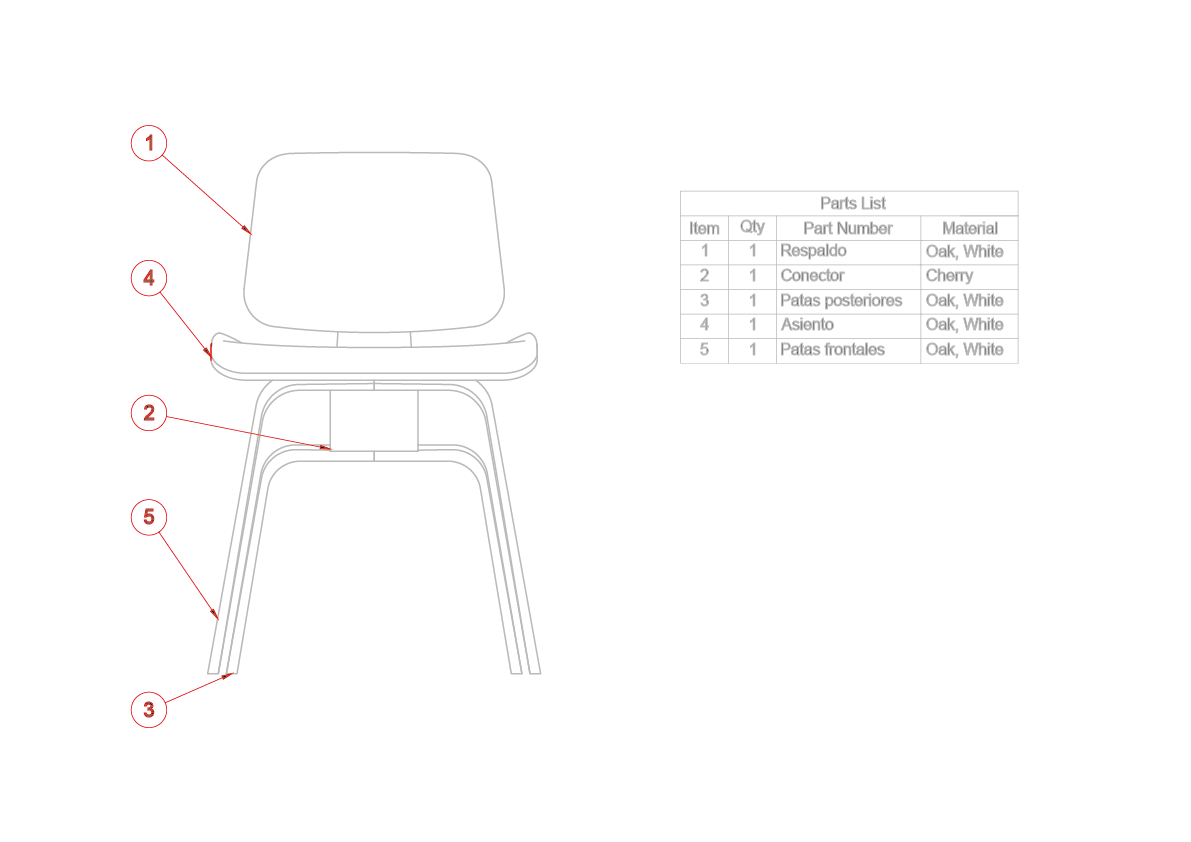 1
4
2
5
3
Parts List
Item Qty Part Number Material
1 1 Respaldo Oak, White
2 1 Conector Cherry
3 1 Patas posteriores Oak, White
4 1 Asiento Oak, White
5 1 Patas frontales Oak, White